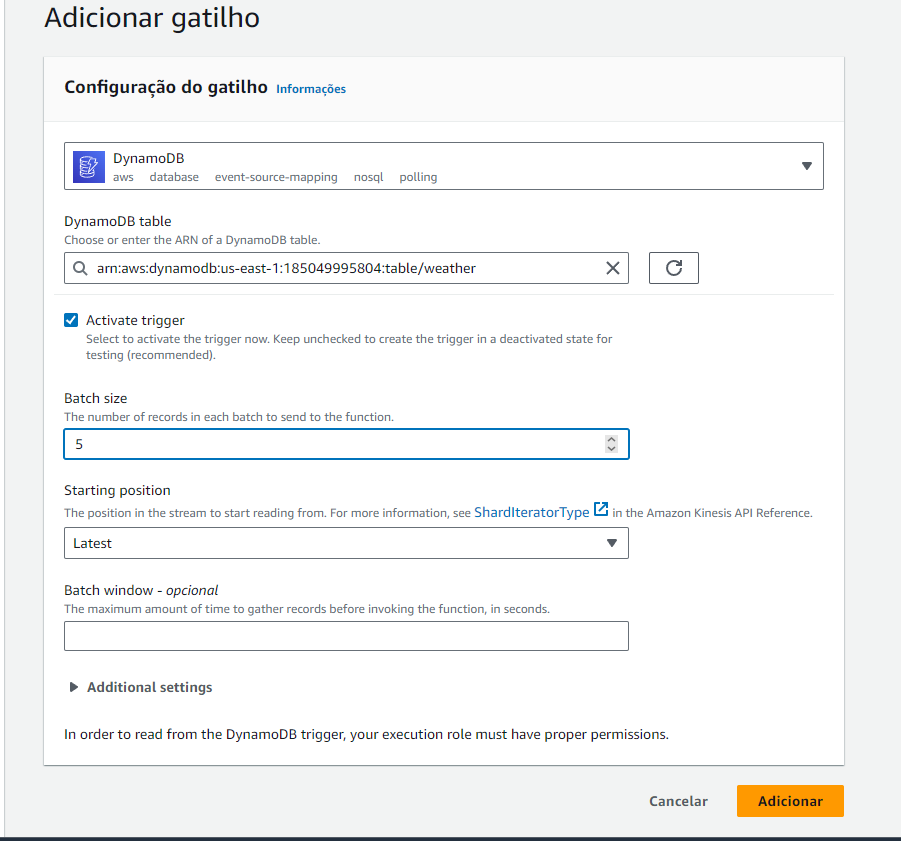 Adicionar gatilho
Configuração do gatilho Informações
DynamoDB
aws database event-source-mapping nosql polling
DynamoDB table
Choose or enter the ARN of a DynamoDB table.
arn:aws:dynamodb:us-east-1:185049995804:table/weather
Activate trigger
Select to activate the trigger now. Keep unchecked to create the trigger in a deactivated state for
testing (recommended).
Batch size
The number of records in each batch to send to the function.
5
Starting position
The position in the stream to start reading from. For more information, see ShardIteratorType in the Amazon Kinesis API Reference.
Latest
Batch window - opcional
The maximum amount of time to gather records before invoking the function, in seconds.
Additional settings
In order to read from the DynamoDB trigger, your execution role must have proper permissions.
Cancelar Adicionar